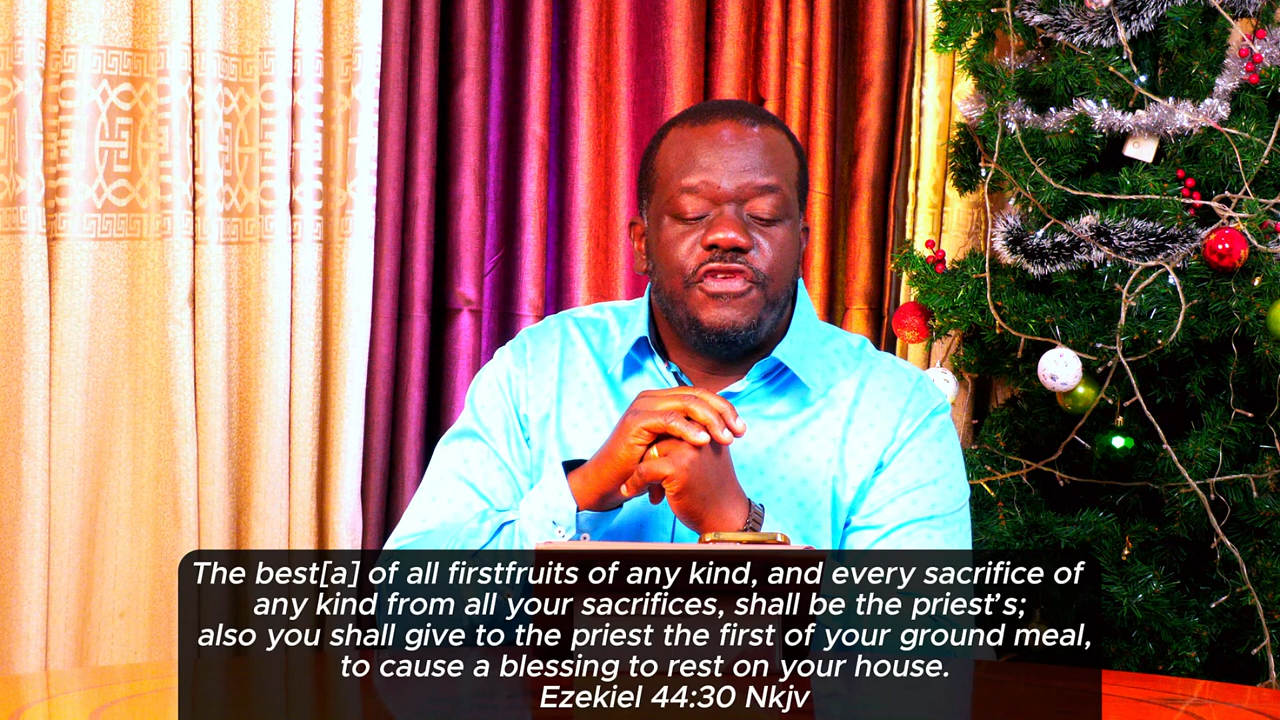 The best[a] of all firstfruits of any kind, and every sacrifice of
any kind from all your sacrifices, shall be the priest’s;
also you shall give to the priest the first of your ground meal,
to cause a blessing to rest on your house.
Ezekiel 44:30 Nkjv